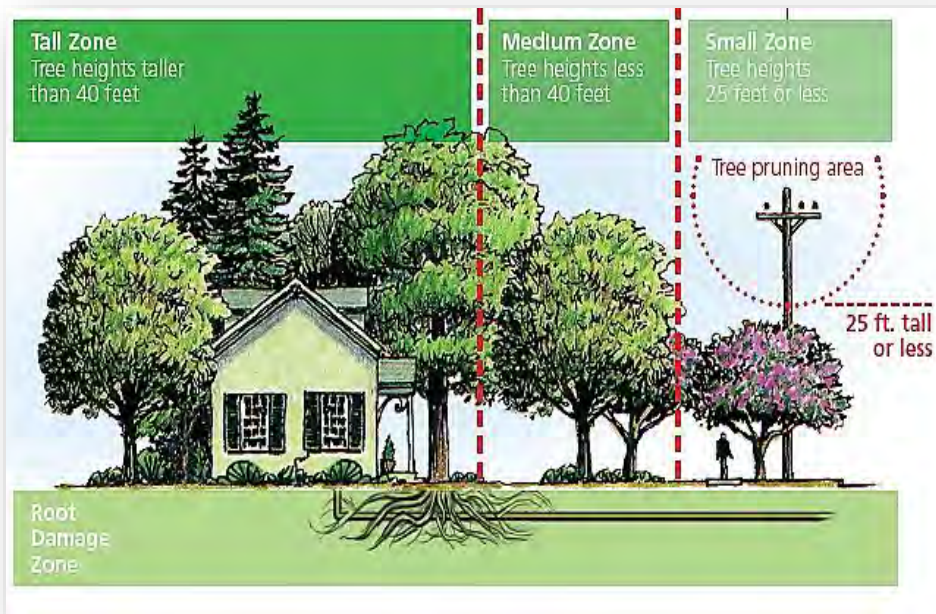 Tall Zone
Tree heights taller
than 40 feet
Medium Zone
Tree heights less
than 40 feet
Small Zone
Tree heights
25 feet or less
Tree pruning area
25 ft. tall
or less
Root
Damage
Zone